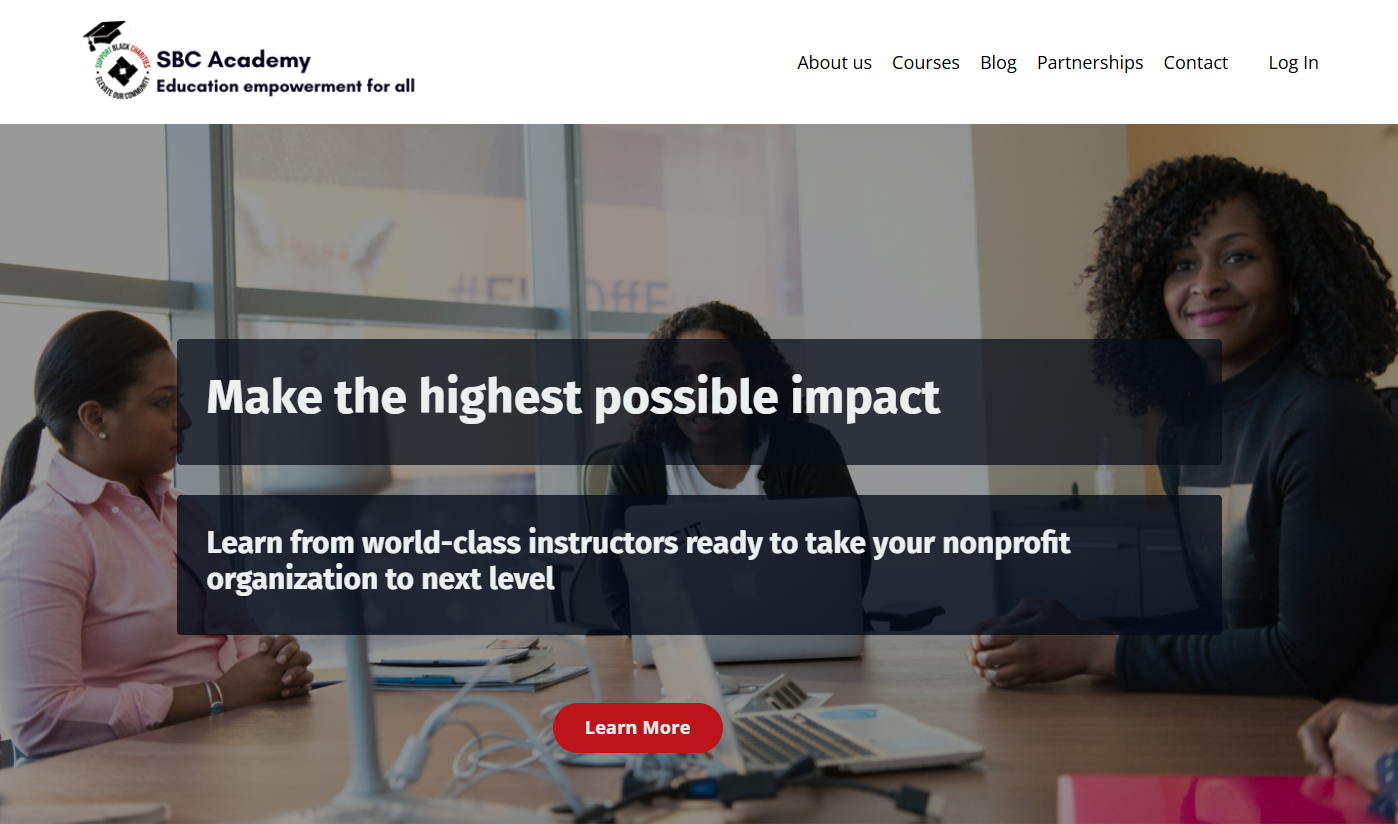 SUPPORT BLACK CHARITIES
ELEVATE OUR COMMUNITY
SBC Academy
Education empowerment for all
About us Courses Blog Partnerships Contact Log In
Make the highest possible impact
Learn from world-class instructors ready to take your nonprofit
organization to next level
Learn More